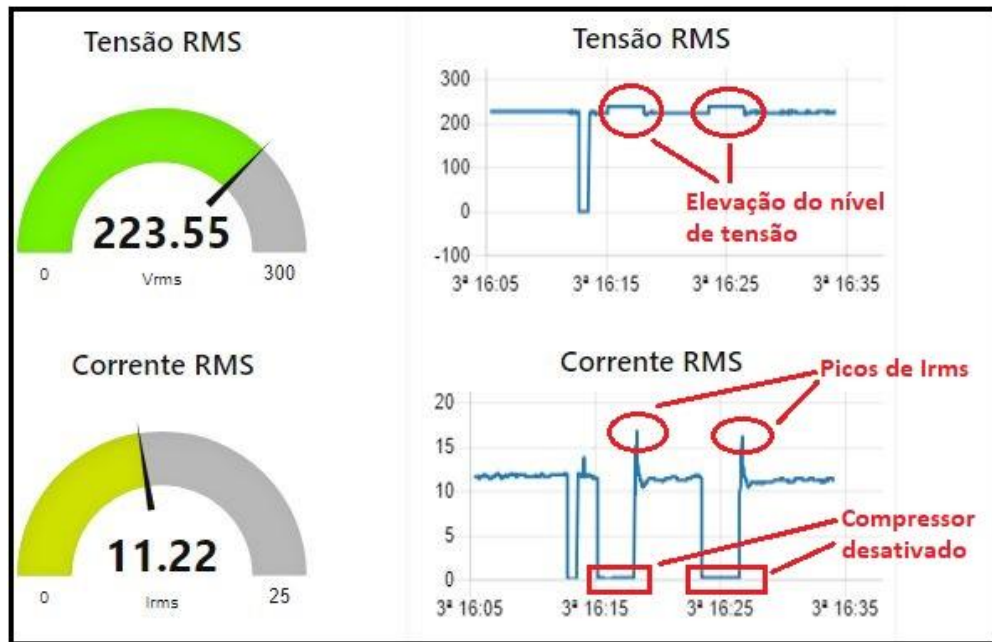 Tensão RMS
223.55
0
Vrms
300
Tensão RMS
300
200
100
0
-100
3ª 16:05
3ª 16:15
3ª 16:25
3ª 16:35
Elevação do nível
de tensão
Corrente RMS
11.22
0
Irms
25
Corrente RMS
20
15
10
5
0
3ª 16:05
3ª 16:15
3ª 16:25
3ª 16:35
Picos de Irms
Compressor
desativado